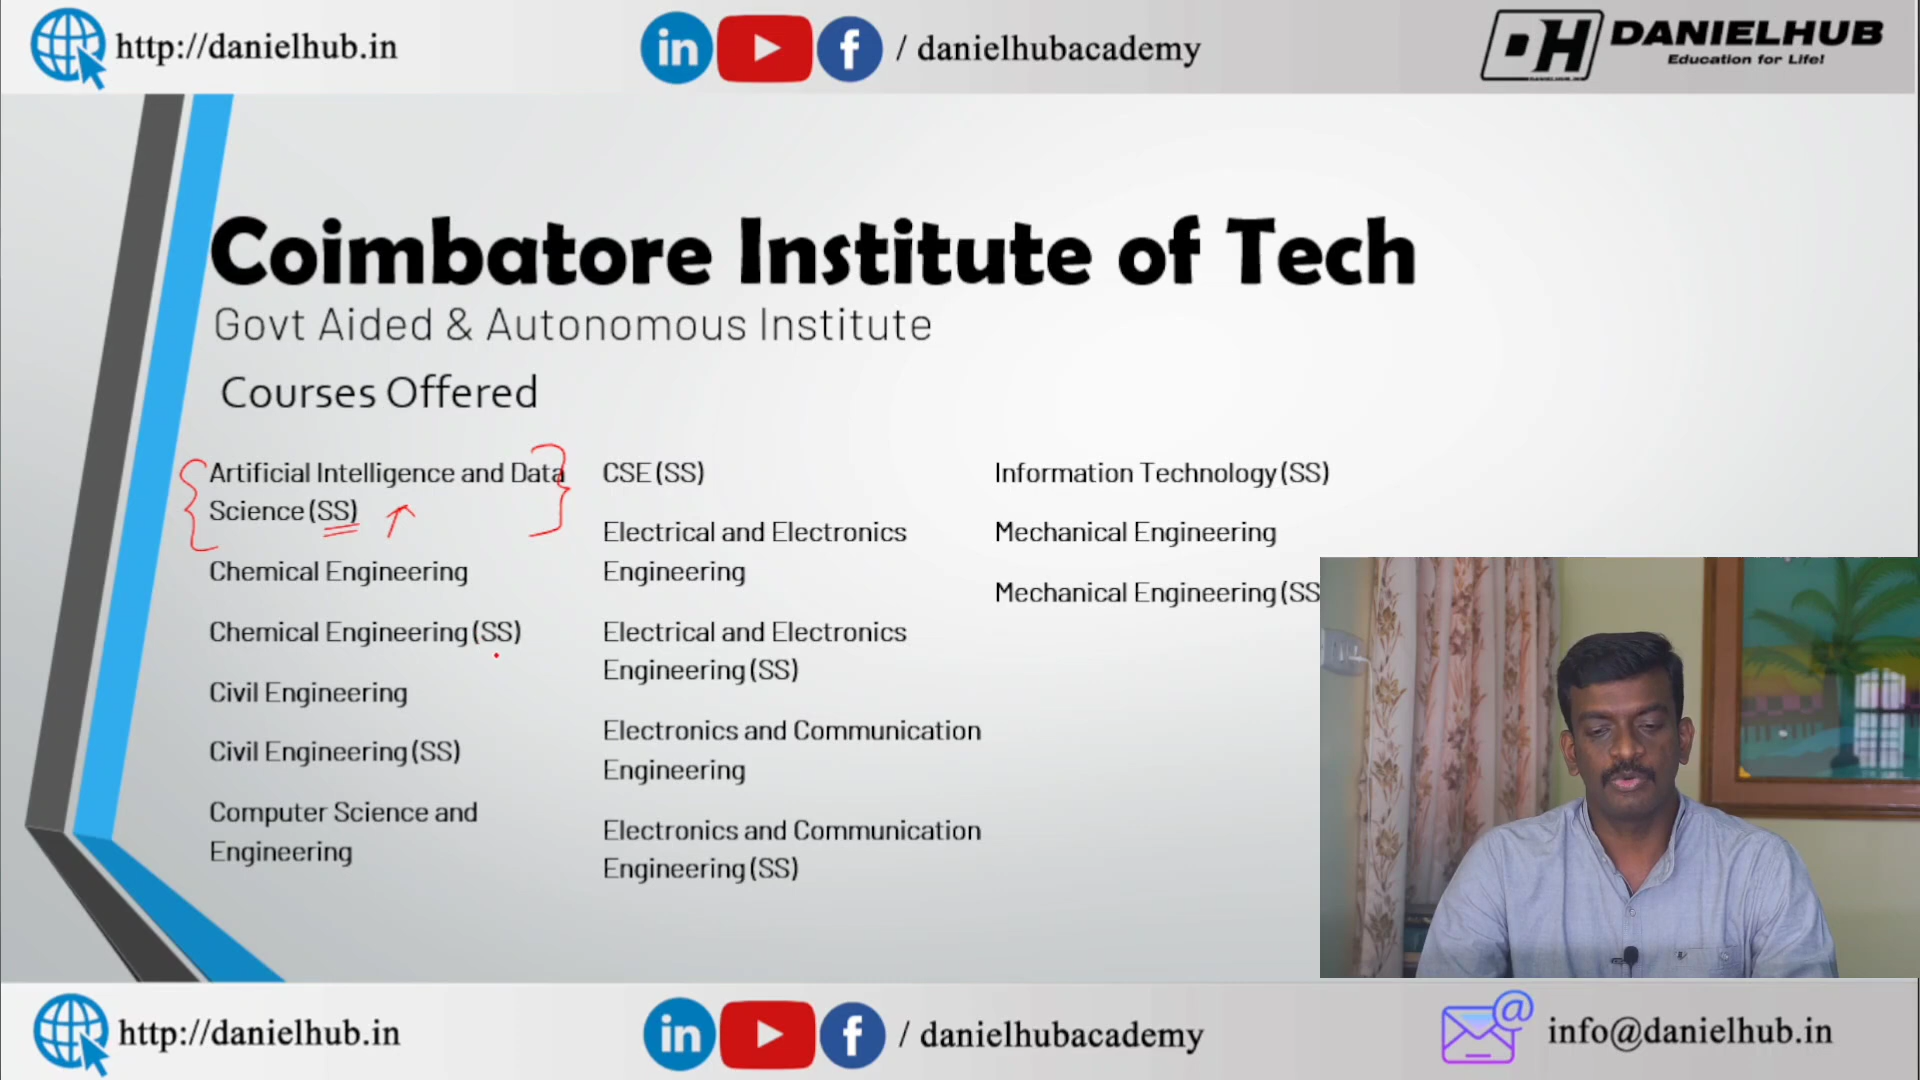 http://danielhub.in
in f / danielhubacademy
DH DANIELHUB
Education for Life!
Coimbatore Institute of Tech
Govt Aided & Autonomous Institute
Courses Offered
Artificial Intelligence and Data
Science (SS)
Chemical Engineering
Chemical Engineering (SS)
Civil Engineering
Civil Engineering (SS)
Computer Science and
Engineering
CSE (SS)
Electrical and Electronics
Engineering
Electrical and Electronics
Engineering (SS)
Electronics and Communication
Engineering
Electronics and Communication
Engineering (SS)
Information Technology (SS)
Mechanical Engineering
Mechanical Engineering (SS
http://danielhub.in
in f / danielhubacademy
@ info@danielhub.in